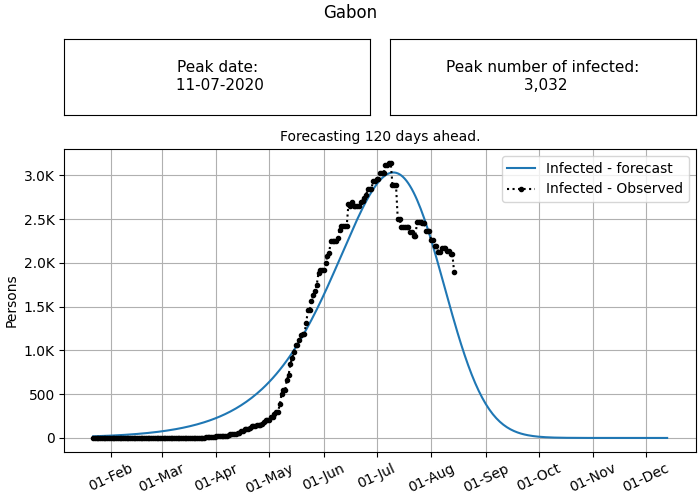 Gabon
Peak date:
11-07-2020
Peak number of infected:
3,032
Forecasting 120 days ahead.
Infected - forecast
Infected - Observed
3.0K
2.5K
2.0K
1.5K
1.0K
500
0
Persons
01-Feb
01-Mar
01-Apr
01-May
01-Jun
01-Jul
01-Aug
01-Sep
01-Oct
01-Nov
01-Dec